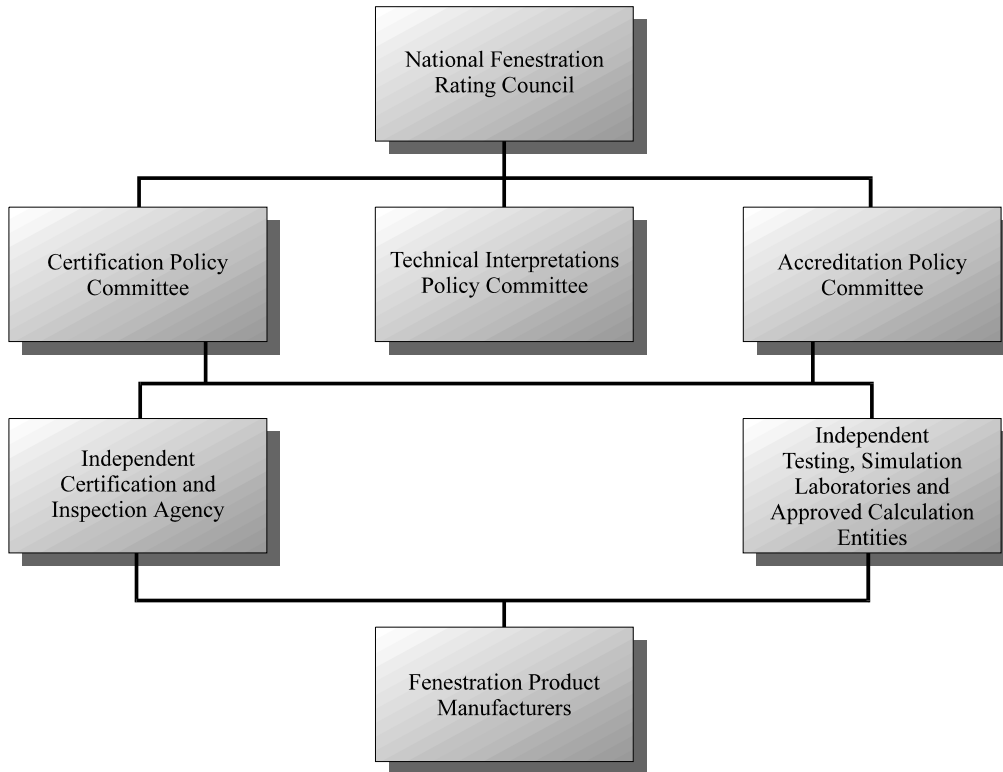 National Fenestration
Rating Council
Certification Policy
Committee
Technical Interpretations
Policy Committee
Accreditation Policy
Committee
Independent
Certification and
Inspection Agency
Independent
Testing, Simulation
Laboratories and
Approved Calculation
Entities
Fenestration Product
Manufacturers